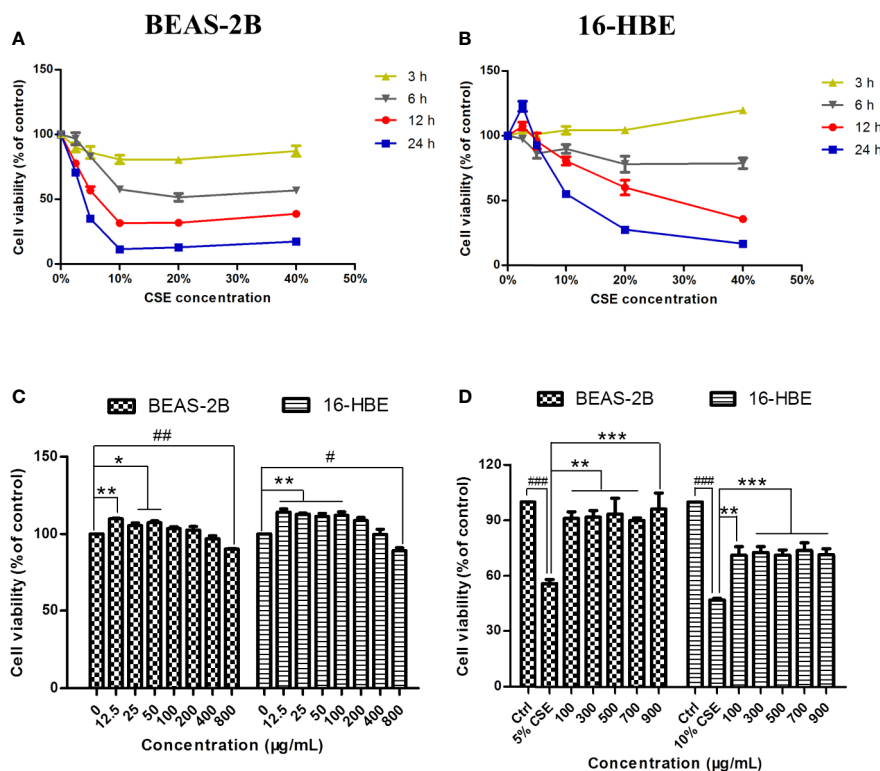 BEAS-2B
16-HBE
A
B
Cell viability (% of control)
150
100
50
0
0%
10%
20%
30%
40%
50%
CSE concentration
3 h
6 h
12 h
24 h
Cell viability (% of control)
150
100
50
0
0%
10%
20%
30%
40%
50%
CSE concentration
3 h
6 h
12 h
24 h
C
BEAS-2B
16-HBE
Cell viability (% of control)
150
100
50
0
##
*
**
#
**
0
12.5
25
50
100
200
400
800
0
12.5
25
50
100
200
400
800
Concentration (µg/mL)
D
BEAS-2B
16-HBE
Cell viability (% of control)
120
90
60
30
0
***
**
###
###
***
**
Ctrl
5% CSE
100
300
500
700
900
Ctrl
10% CSE
100
300
500
700
900
Concentration (µg/mL)